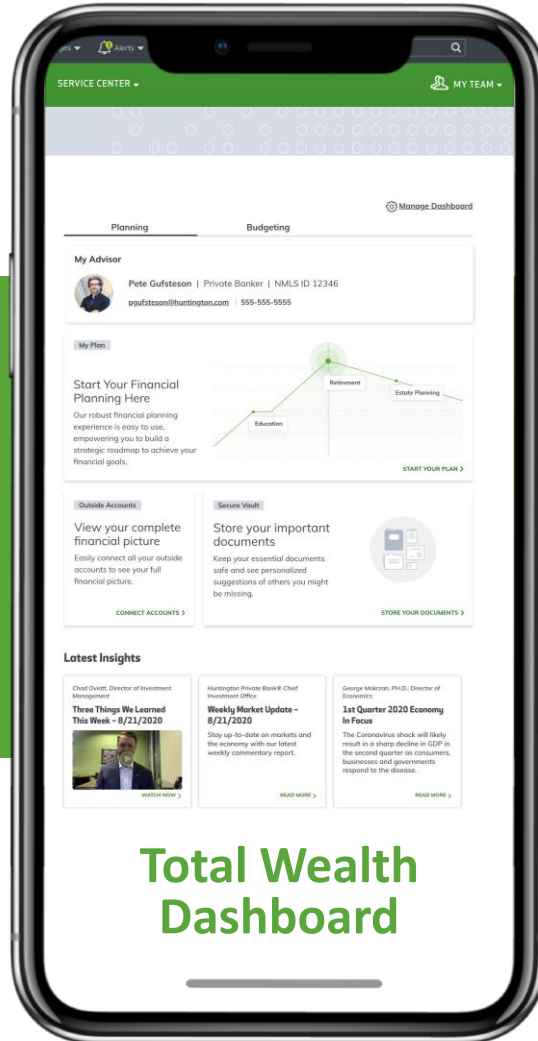 Alerts
SERVICE CENTER
MY TEAM
Manage Dashboard
Planning
Budgeting
My Advisor
Pete Gufsteson | Private Banker | NMLS ID 12346
pgufsteson@huntington.com | 555-555-5555
My Plan
Start Your Financial
Planning Here
Our robust financial planning
experience is easy to use,
empowering you to build a
strategic roadmap to achieve your
financial goals.
Education
Retirement
Estate Planning
START YOUR PLAN >
Outside Accounts
View your complete
financial picture
Easily connect all your outside
accounts to see your full
financial picture.
CONNECT ACCOUNTS >
Secure Vault
Store your important
documents
Keep your essential documents
safe and see personalized
suggestions of others you might
be missing.
STORE YOUR DOCUMENTS >
Latest Insights
Chad Oviatt, Director of Investment
Management
Three Things We Learned
This Week – 8/21/2020
WATCH NOW >
Huntington Private Bank® Chief
Investment Office
Weekly Market Update –
8/21/2020
Stay up-to-date on markets and
the economy with our latest
weekly commentary report.
READ MORE >
George Mokrzan, PH.D., Director of
Economics
1st Quarter 2020 Economy
In Focus
The Coronavirus shock will likely
result in a sharp decline in GDP in
the second quarter as consumers,
businesses and governments
respond to the disease.
READ MORE >
Total Wealth
Dashboard